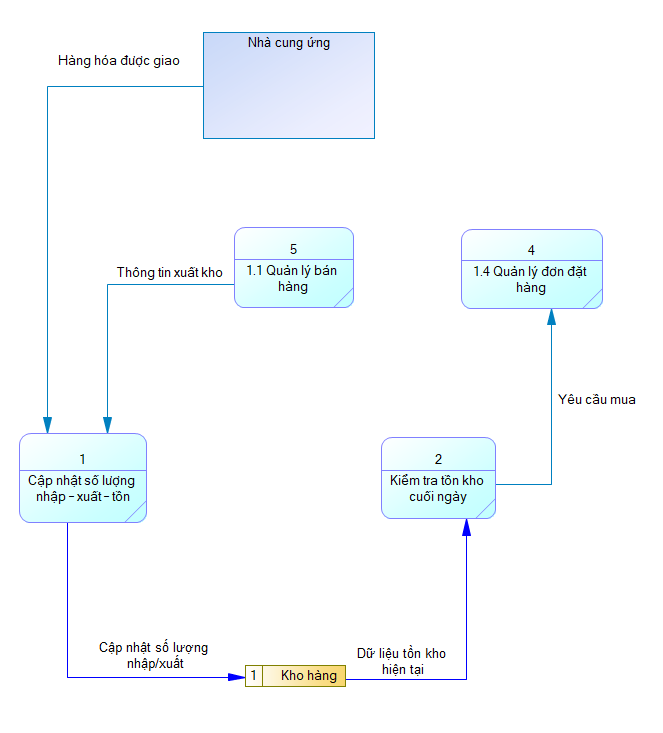 Nhà cung ứng
Hàng hóa được giao
5
1.1 Quản lý bán
hàng
Thông tin xuất kho
4
1.4 Quản lý đơn đặt
hàng
Yêu cầu mua
1
Cập nhật số lượng
nhập – xuất – tồn
2
Kiểm tra tồn kho
cuối ngày
Cập nhật số lượng
nhập/xuất
1 Kho hàng
Dữ liệu tồn kho
hiện tại